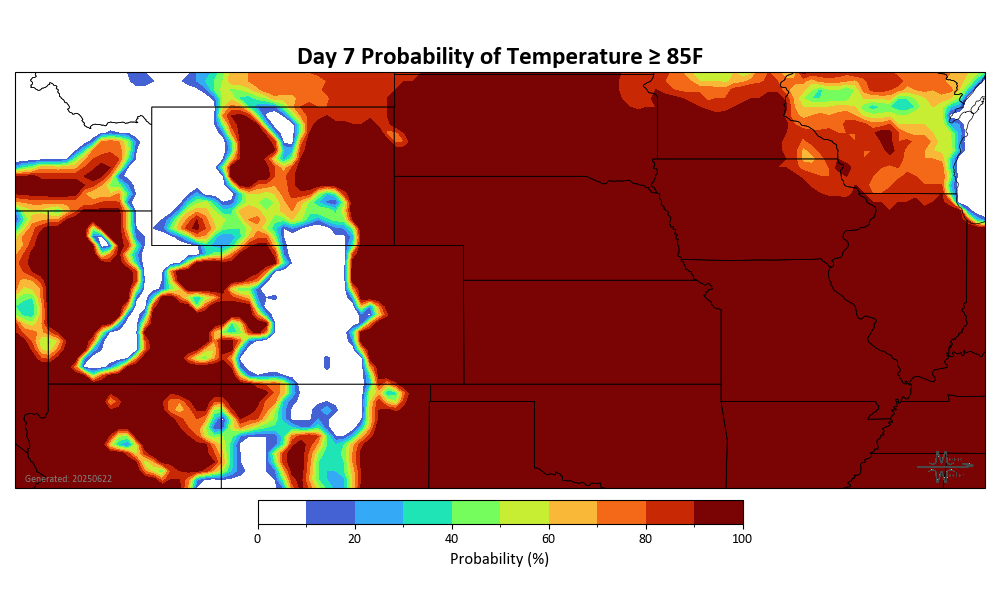 Day 7 Probability of Temperature ≥ 85F
Generated: 20250622
0 20 40 60 80 100
Probability (%)